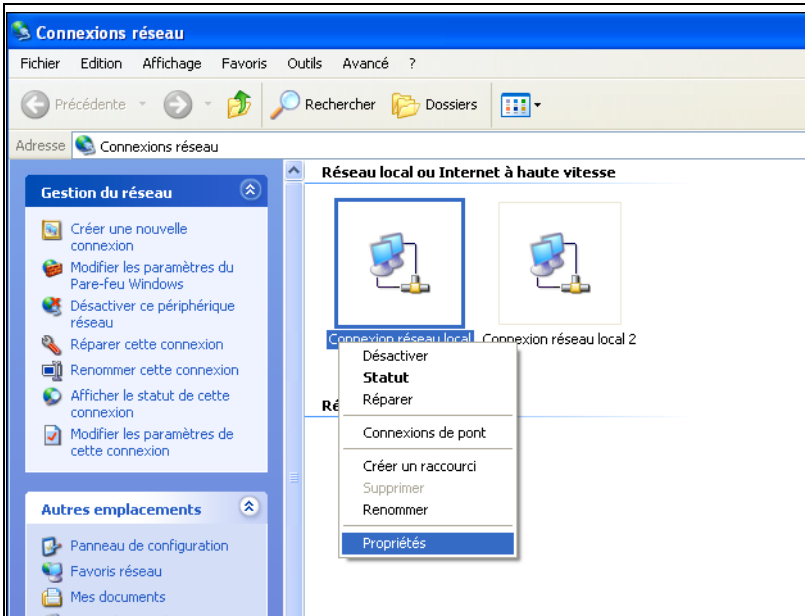 Connexions réseau
Fichier Edition Affichage Favoris Outils Avancé ?
Précédente Rechercher Dossiers
Adresse Connexions réseau
Gestion du réseau
Créer une nouvelle
connexion
Modifier les paramètres du
Pare-feu Windows
Désactiver ce périphérique
réseau
Réparer cette connexion
Renommer cette connexion
Afficher le statut de cette
connexion
Modifier les paramètres de
cette connexion
Autres emplacements
Panneau de configuration
Favoris réseau
Mes documents
Réseau local ou Internet à haute vitesse
Connexion réseau local Connexion réseau local 2
Désactiver
Statut
Réparer
Connexions de pont
Créer un raccourci
Supprimer
Renommer
Propriétés